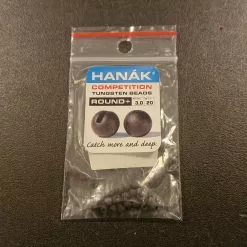 HANÁK®
COMPETITION
TUNGSTEN BEADS
ROUND+ 3,0 20
Catch more and deep.